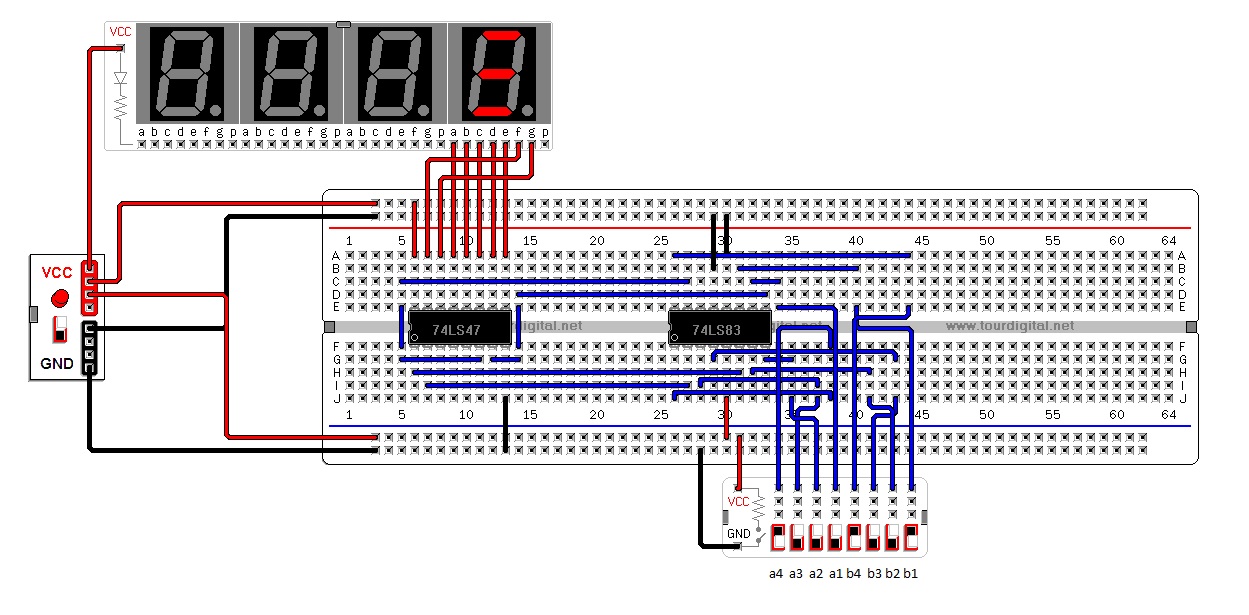 VCC
a b c d e f g p a b c d e f g p a b c d e f g p a b c d e f g p
1 5 10 15 20 25 30 35 40 45 50 55 60 64
A A
B B
C C
D D
E E
VCC
74LS47
digital.net
74LS83
digital.net
www.tourdigital.net
GND
F F
G G
H H
I I
J J
1 5 10 15 20 25 30 35 40 45 50 55 60 64
VCC
GND
a4 a3 a2 a1 b4 b3 b2 b1